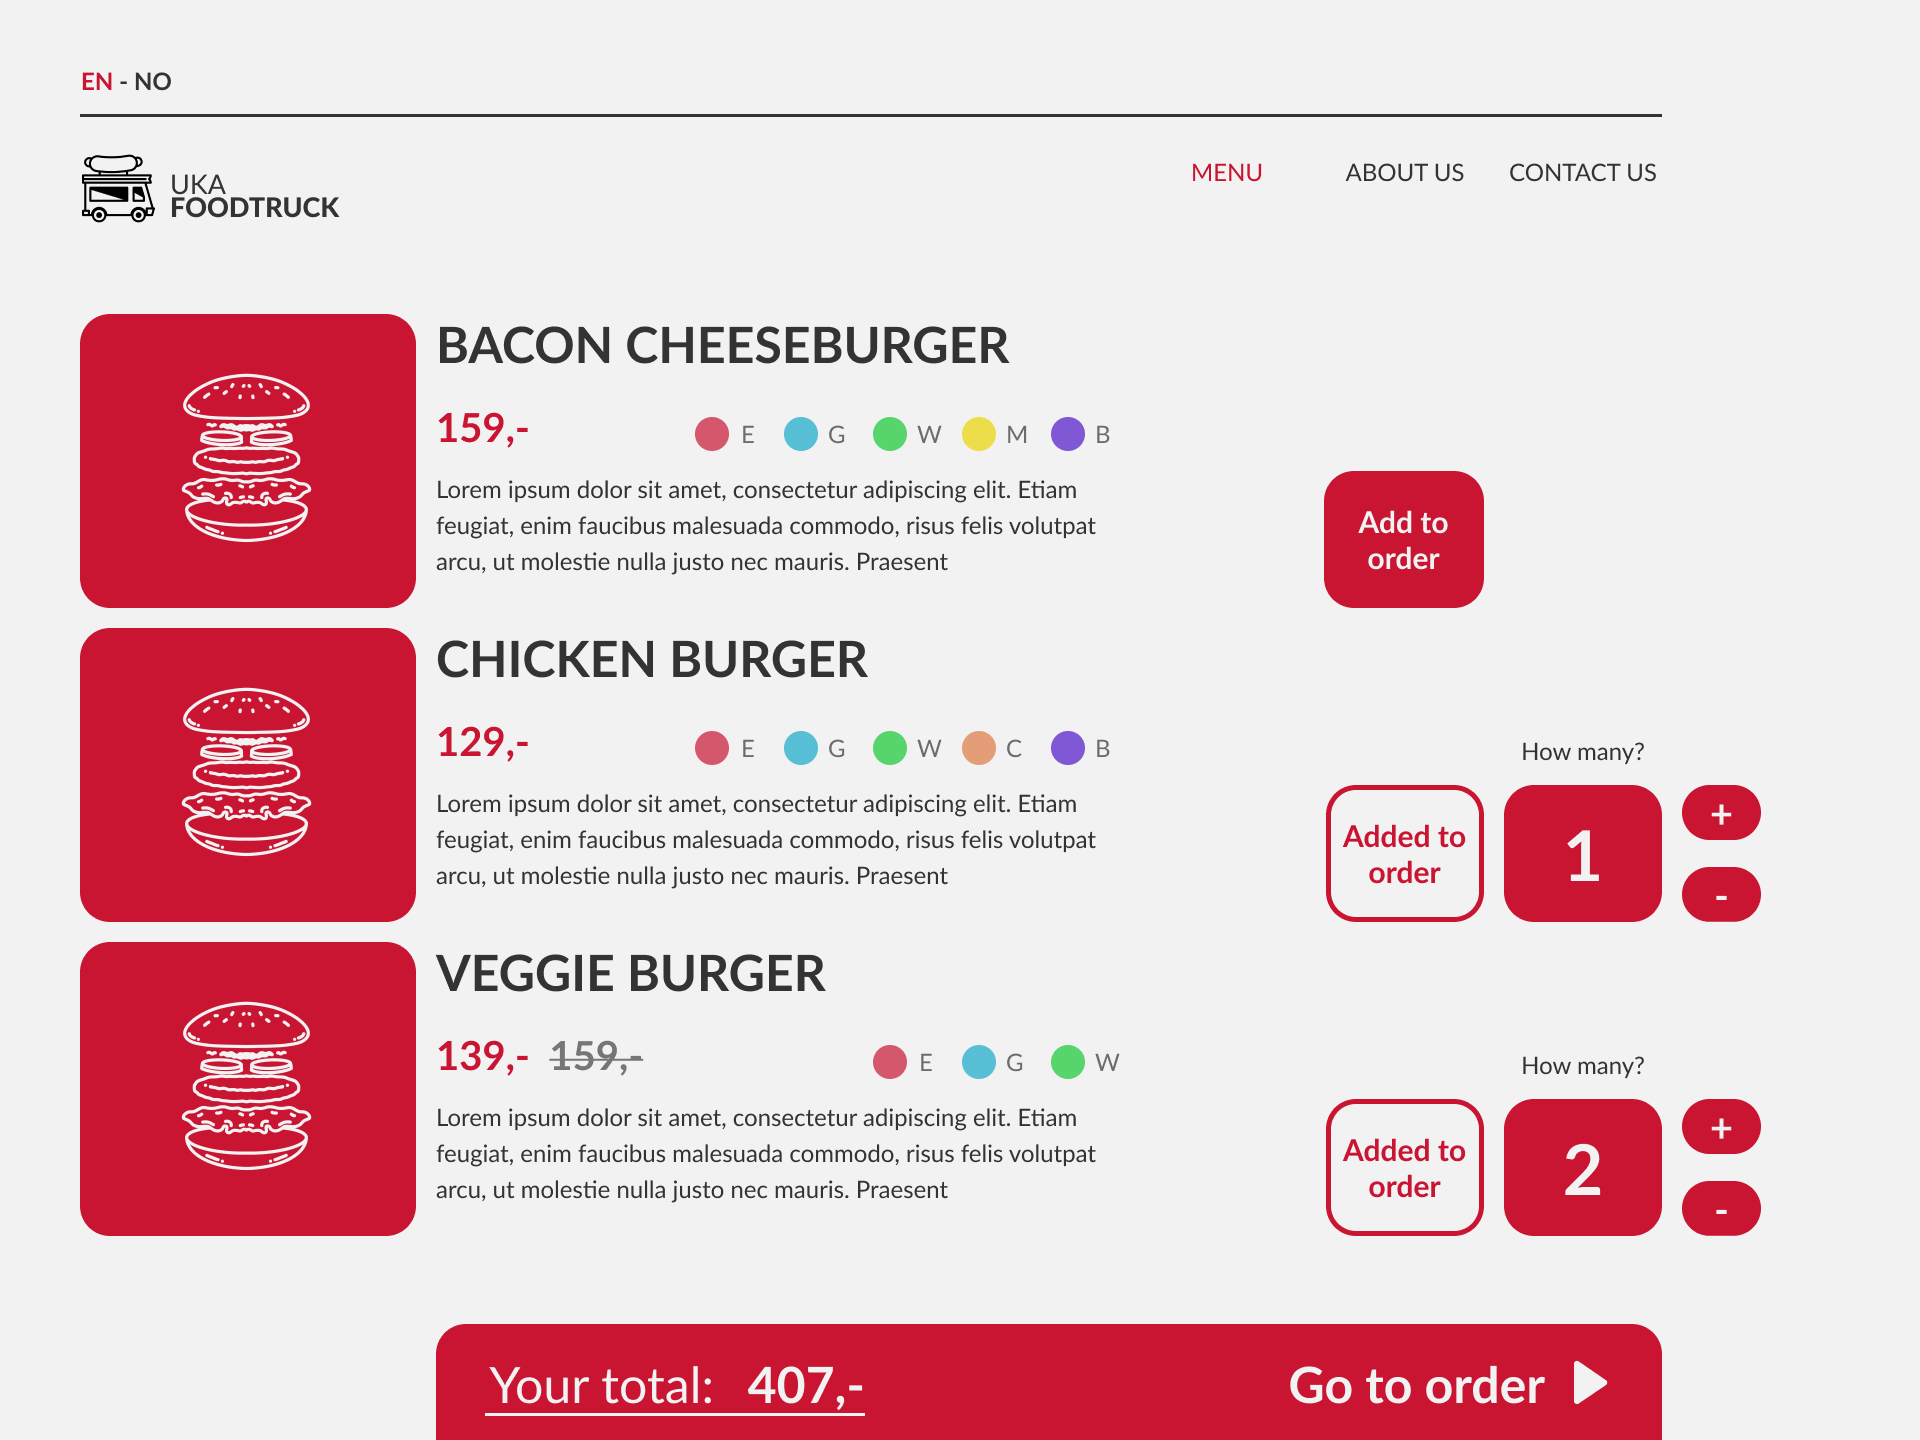 EN - NO
UKA
FOODTRUCK
MENU
ABOUT US
CONTACT US
BACON CHEESEBURGER
159,-
E G W M B
Lorem ipsum dolor sit amet, consectetur adipiscing elit. Etiam
feugiat, enim faucibus malesuada commodo, risus felis volutpat
arcu, ut molestie nulla justo nec mauris. Praesent
Add to
order
CHICKEN BURGER
129,-
E G W C B
Lorem ipsum dolor sit amet, consectetur adipiscing elit. Etiam
feugiat, enim faucibus malesuada commodo, risus felis volutpat
arcu, ut molestie nulla justo nec mauris. Praesent
Added to
order
How many?
1
+
-
VEGGIE BURGER
139,- 159,-
E G W
Lorem ipsum dolor sit amet, consectetur adipiscing elit. Etiam
feugiat, enim faucibus malesuada commodo, risus felis volutpat
arcu, ut molestie nulla justo nec mauris. Praesent
Added to
order
How many?
2
+
-
Your total: 407,-
Go to order